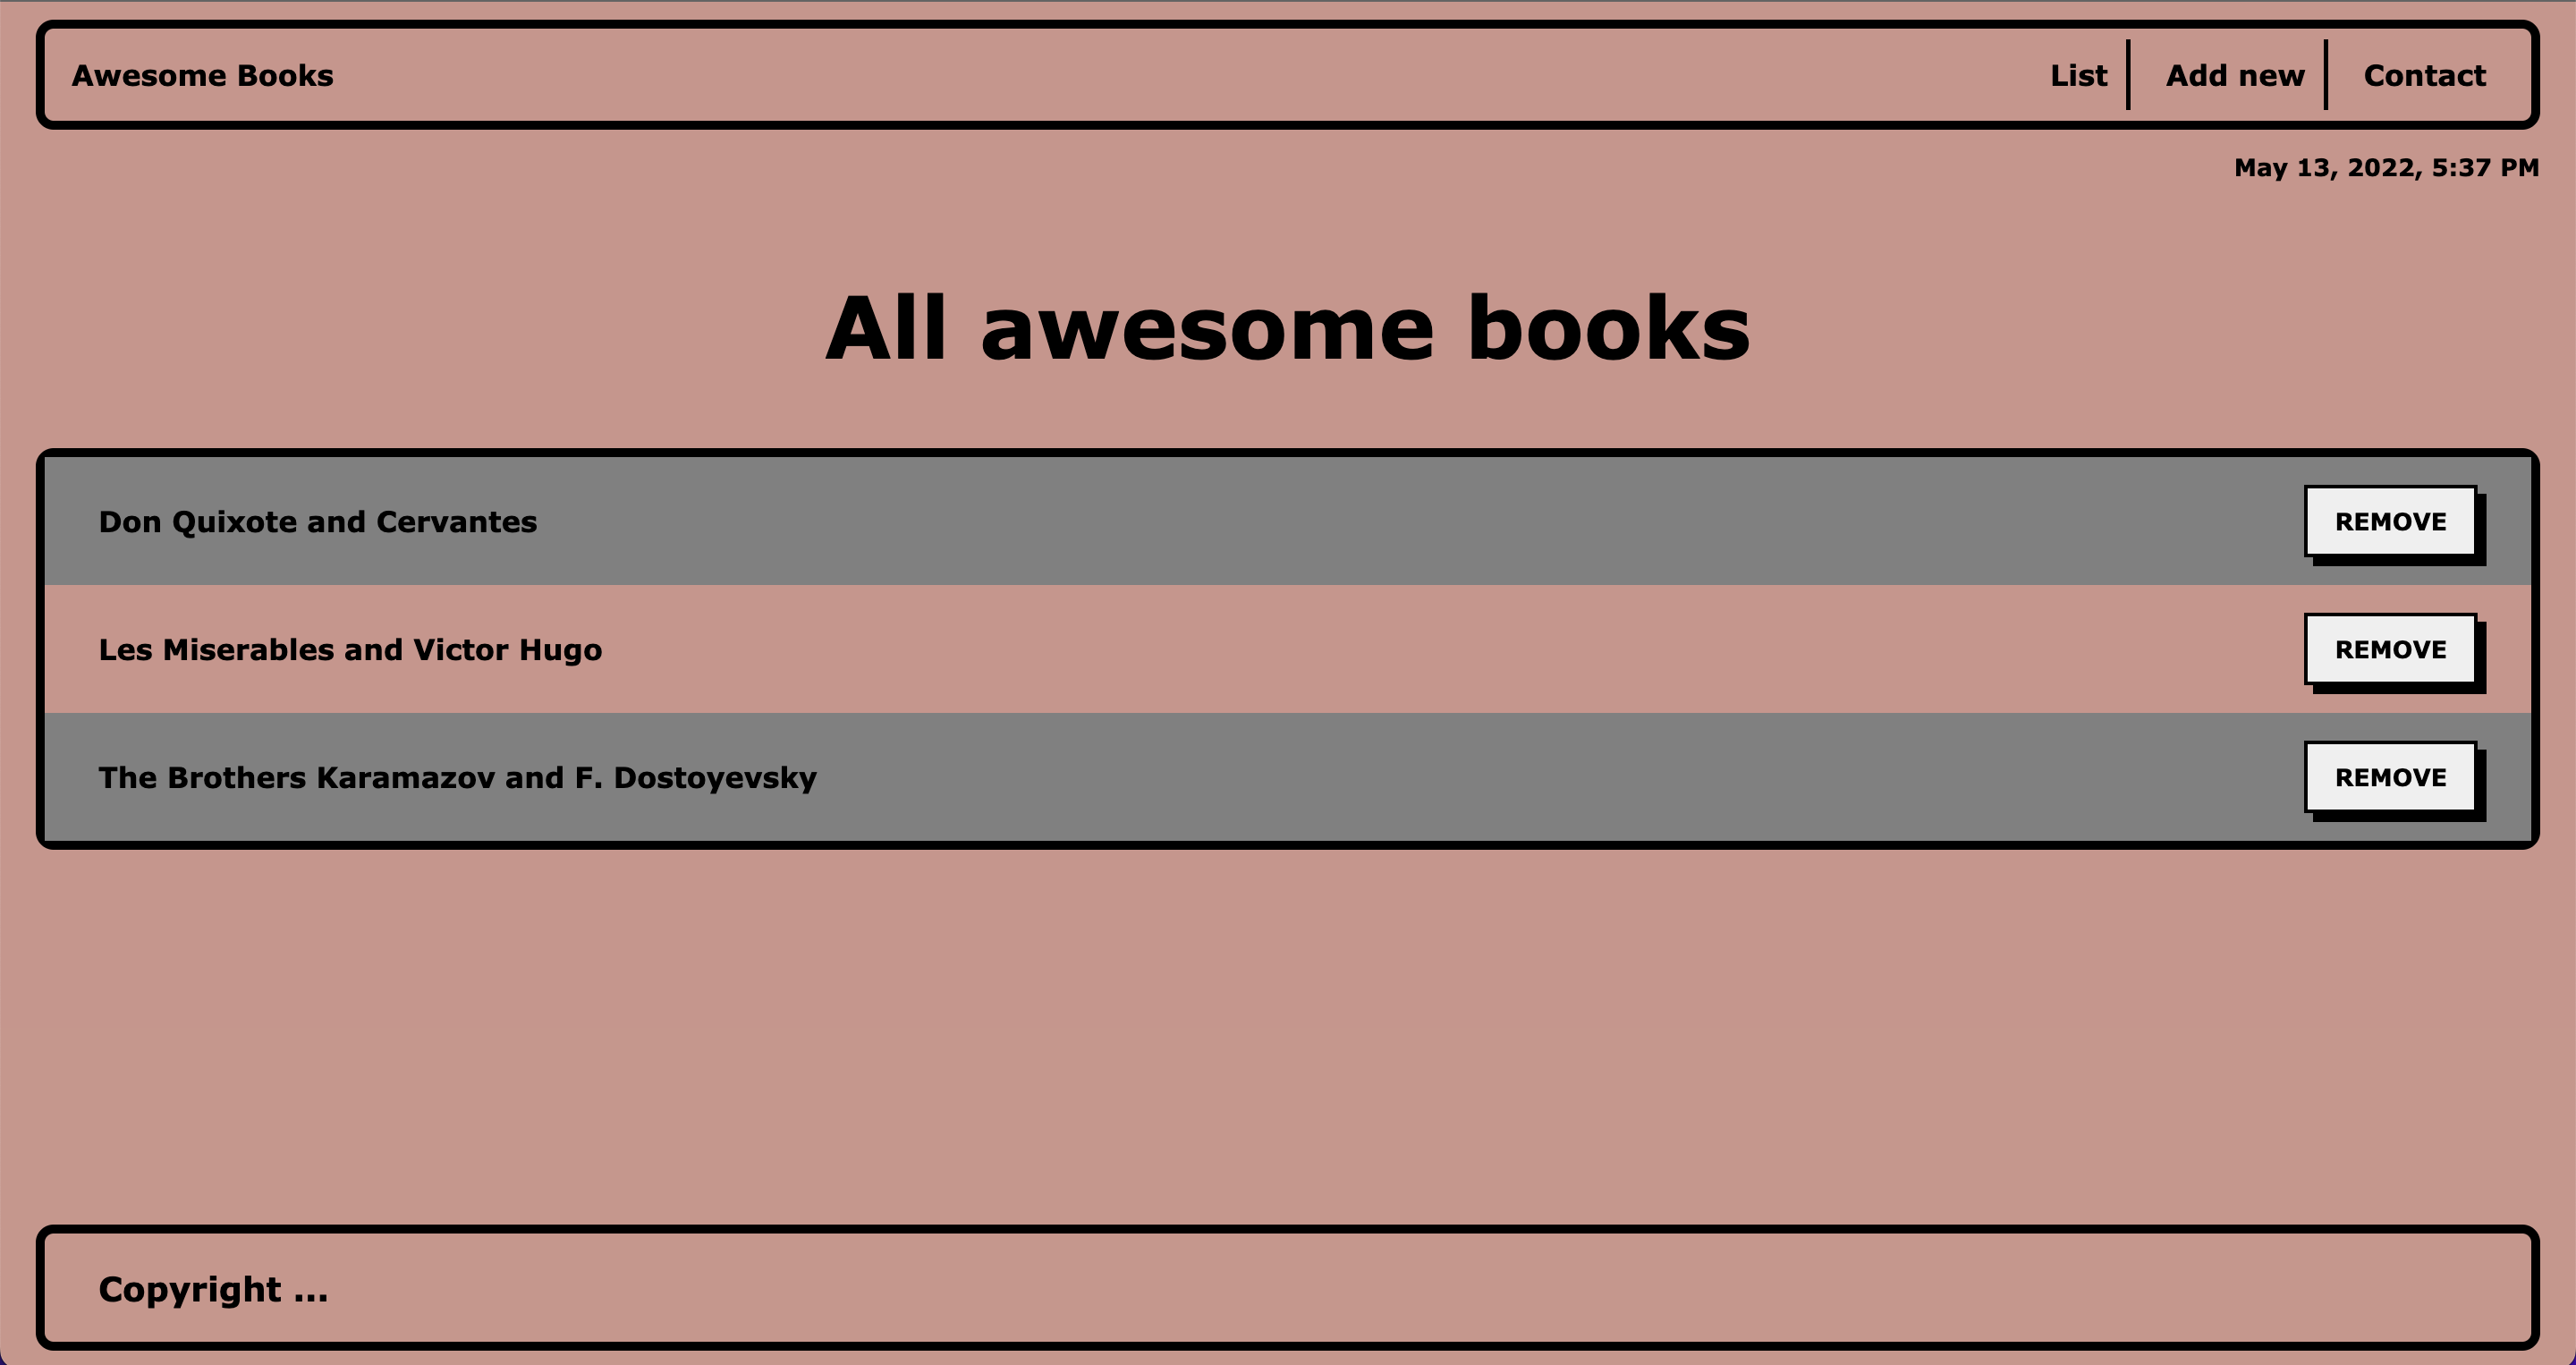 Awesome Books List Add new Contact
May 13, 2022, 5:37 PM
All awesome books
Don Quixote and Cervantes REMOVE
Les Miserables and Victor Hugo REMOVE
The Brothers Karamazov and F. Dostoyevsky REMOVE
Copyright ...